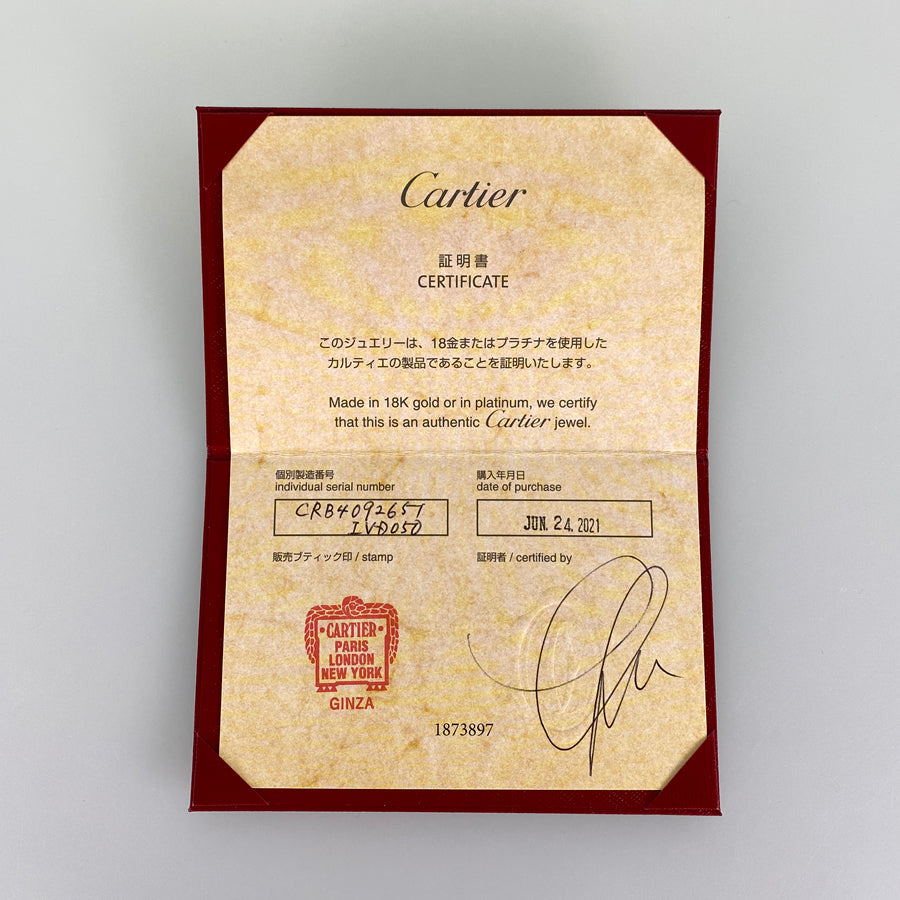 Cartier
証明書
CERTIFICATE
このジュエリーは、18金またはプラチナを使用した
カルティエの製品であることを証明いたします。
Made in 18K gold or in platinum, we certify
that this is an authentic Cartier jewel.
個別製造番号
individual serial number
CRB4092651
IVD050
購入年月日
date of purchase
JUN. 24. 2021
販売ブティック印 / stamp
証明者 / certified by
CARTIER
PARIS
LONDON
NEW YORK
GINZA
1873897